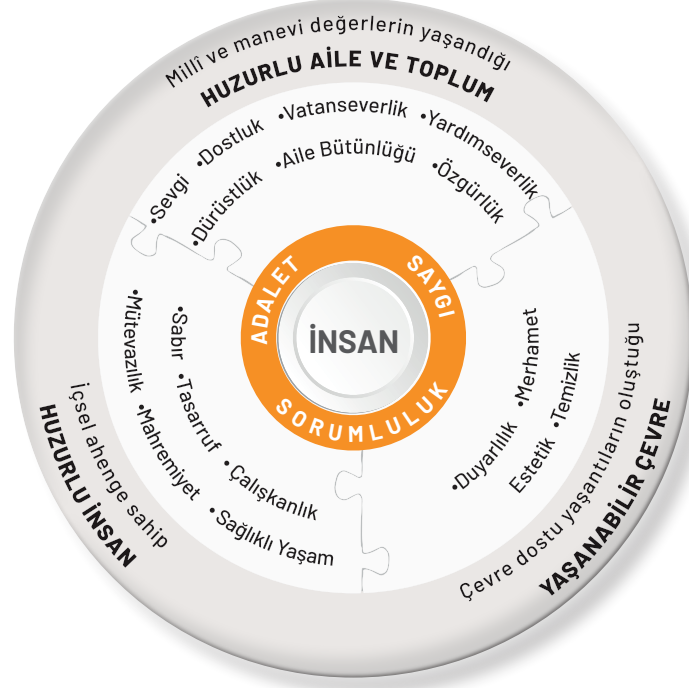 Millî ve manevi değerlerin yaşandığı
HUZURLU AİLE VE TOPLUM
•Sevgi •Dostluk •Vatanseverlik •Yardımseverlik
•Dürüstlük •Aile Bütünlüğü •Özgürlük
ADALET
SAYGI
SORUMLULUK
İNSAN
•Mütevazılık •Mahremiyet •Sağlıklı Yaşam
•Sabır •Tasarruf •Çalışkanlık
İçsel ahenge sahip
HUZURLU İNSAN
•Duyarlılık •Merhamet
Estetik •Temizlik
Çevre dostu yaşantıların oluştuğu
YAŞANABİLİR ÇEVRE